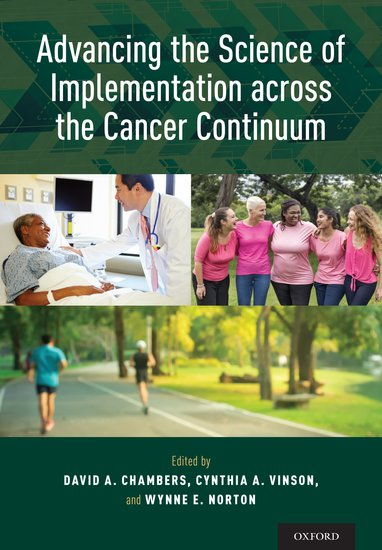 Advancing the Science of
Implementation across
the Cancer Continuum
Edited by
DAVID A. CHAMBERS, CYNTHIA A. VINSON,
and WYNNE E. NORTON
OXFORD